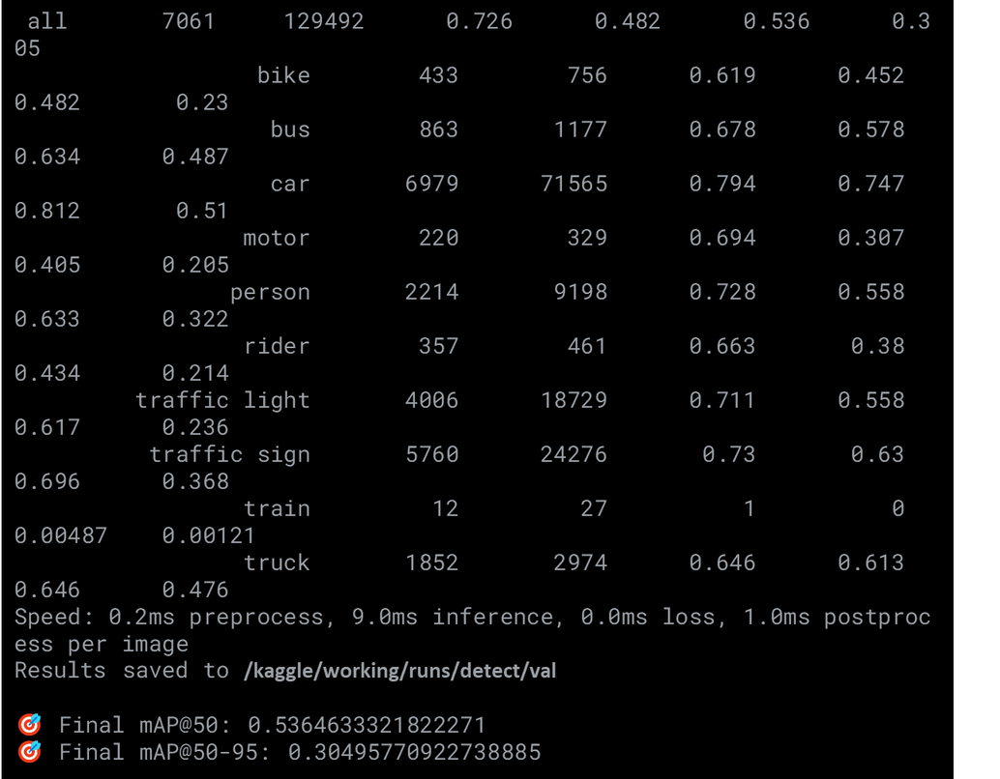 all 7061 129492 0.726 0.482 0.536 0.3
05
bike 433 756 0.619 0.452
0.482 0.23
bus 863 1177 0.678 0.578
0.634 0.487
car 6979 71565 0.794 0.747
0.812 0.51
motor 220 329 0.694 0.307
0.405 0.205
person 2214 9198 0.728 0.558
0.633 0.322
rider 357 461 0.663 0.38
0.434 0.214
traffic light 4006 18729 0.711 0.558
0.617 0.236
traffic sign 5760 24276 0.73 0.63
0.696 0.368
train 12 27 1 0
0.00487 0.00121
truck 1852 2974 0.646 0.613
0.646 0.476
Speed: 0.2ms preprocess, 9.0ms inference, 0.0ms loss, 1.0ms postproc
ess per image
Results saved to /kaggle/working/runs/detect/val
🎯 Final mAP@50: 0.5364633321822271
🎯 Final mAP@50-95: 0.30495770922738885